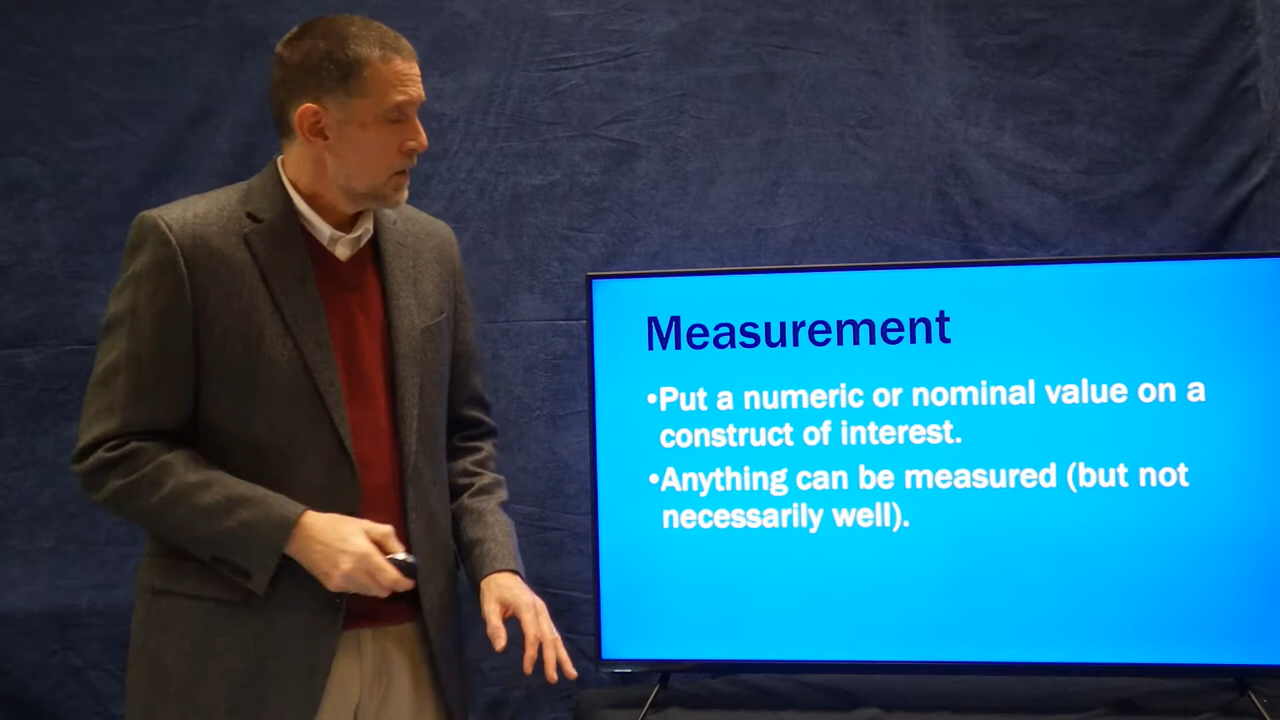 Measurement
•Put a numeric or nominal value on a
construct of interest.
•Anything can be measured (but not
necessarily well).